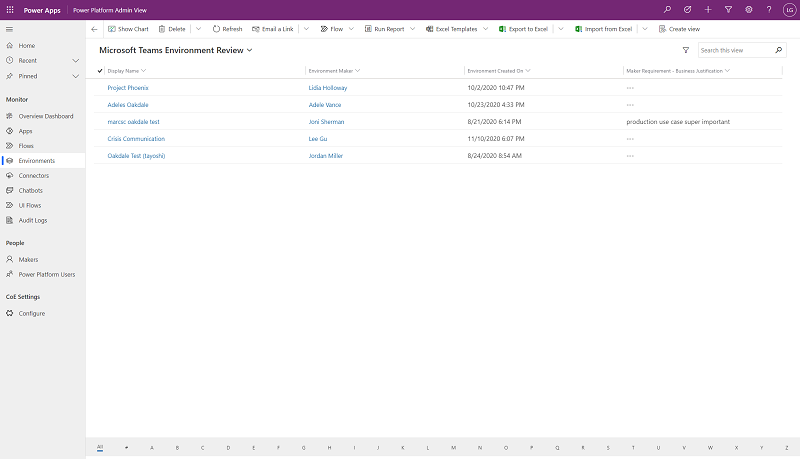 Power Apps Power Platform Admin View LG
Show Chart Delete Refresh Email a Link Flow Run Report Excel Templates Export to Excel Import from Excel Create view
Home
Recent
Pinned
Monitor
Overview Dashboard
Apps
Flows
Environments
Connectors
Chatbots
UI Flows
Audit Logs
People
Makers
Power Platform Users
CoE Settings
Configure
Microsoft Teams Environment Review Search this view
Display Name Environment Maker Environment Created On Maker Requirement - Business Justification
Project Phoenix Lidia Holloway 10/2/2020 10:47 PM ---
Adeles Oakdale Adele Vance 10/23/2020 4:33 PM ---
marcsc oakdale test Joni Sherman 8/21/2020 6:14 PM production use case super important
Crisis Communication Lee Gu 11/10/2020 6:07 PM ---
Oakdale Test (tayoshi) Jordan Miller 8/24/2020 8:54 AM ---
All # A B C D E F G H I J K L M N O P Q R S T U V W X Y Z